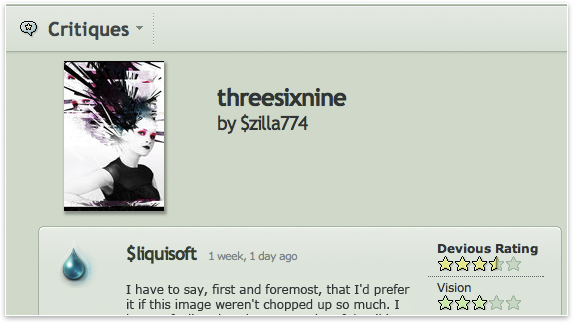 Critiques
threesixnine
by $zilla774
$liquisoft 1 week, 1 day ago
Devious Rating
Vision
I have to say, first and foremost, that I'd prefer
it if this image weren't chopped up so much. I